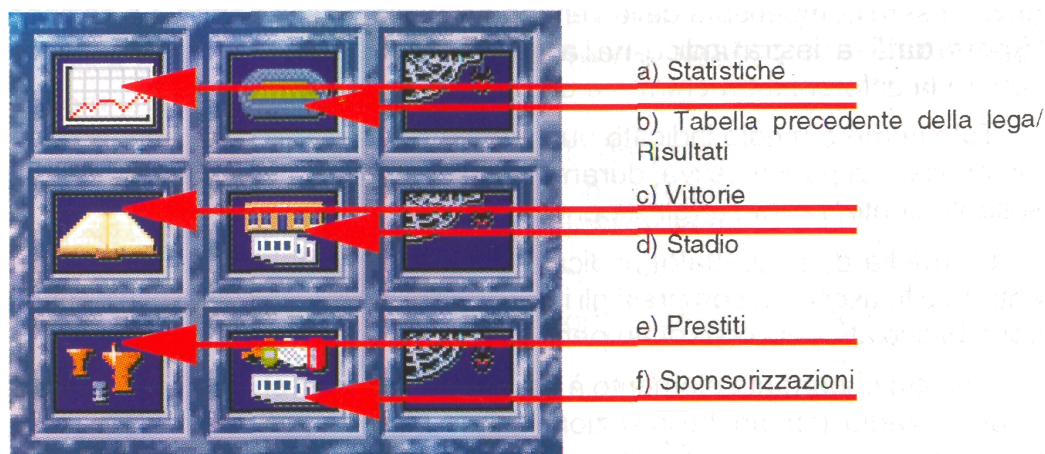 a) Statistiche
b) Tabella precedente della lega/
Risultati
c) Vittorie
d) Stadio
e) Prestiti
f) Sponsorizzazioni